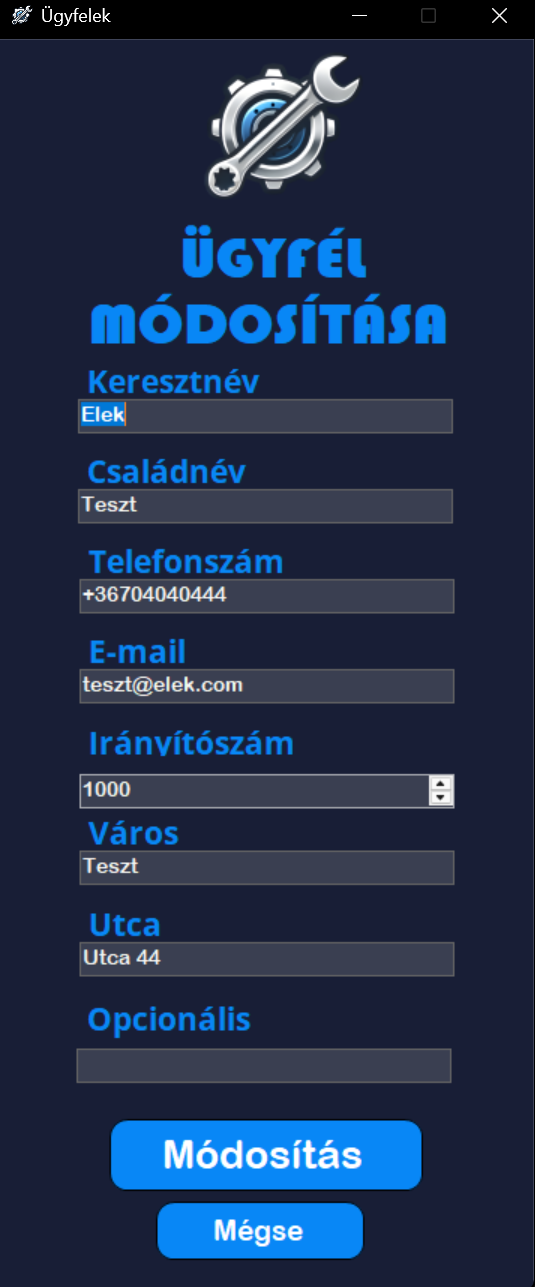 Ügyfelek
ÜGYFÉL
MÓDOSÍTÁSA
Keresztnév
Elek
Családnév
Teszt
Telefonszám
+36704040444
E-mail
teszt@elek.com
Irányítószám
1000
Város
Teszt
Utca
Utca 44
Opcionális
Módosítás
Mégse